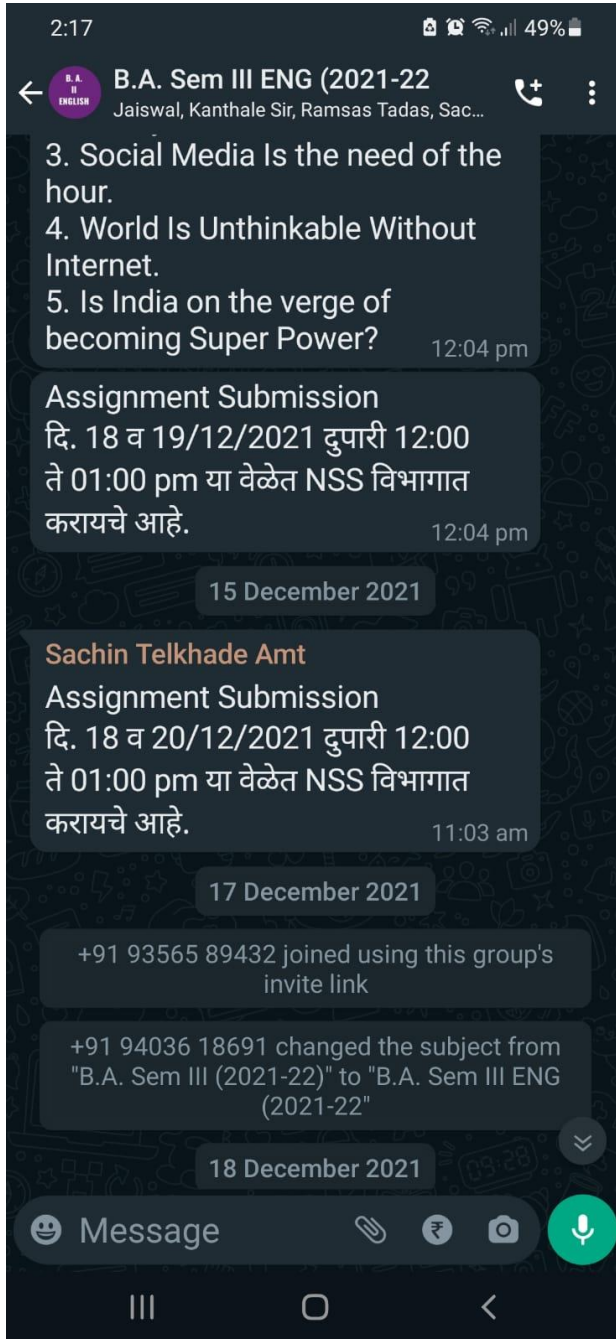 2:17 49%
B.A. II ENGLISH
B.A. Sem III ENG (2021-22
Jaiswal, Kanthale Sir, Ramsas Tadas, Sac...
3. Social Media Is the need of the
hour.
4. World Is Unthinkable Without
Internet.
5. Is India on the verge of
becoming Super Power? 12:04 pm
Assignment Submission
दि. 18 व 19/12/2021 दुपारी 12:00
ते 01:00 pm या वेळेत NSS विभागात
करायचे आहे. 12:04 pm
15 December 2021
Sachin Telkhade Amt
Assignment Submission
दि. 18 व 20/12/2021 दुपारी 12:00
ते 01:00 pm या वेळेत NSS विभागात
करायचे आहे. 11:03 am
17 December 2021
+91 93565 89432 joined using this group's
invite link
+91 94036 18691 changed the subject from
"B.A. Sem III (2021-22)" to "B.A. Sem III ENG
(2021-22"
18 December 2021
Message